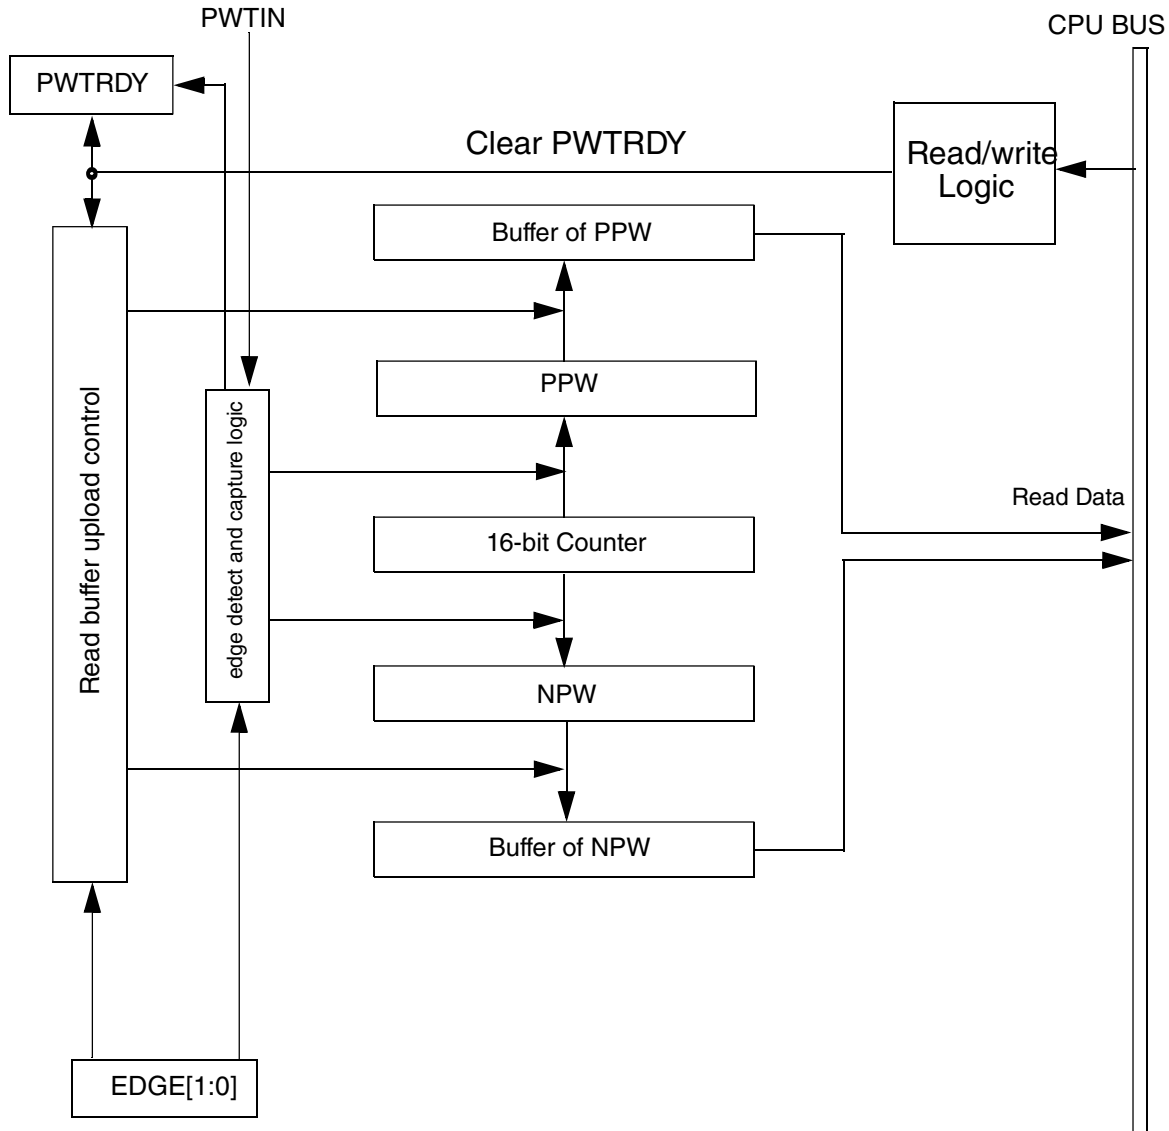 PWTIN
CPU BUS
PWTRDY
Clear PWTRDY
Read/write
Logic
Buffer of PPW
PPW
Read buffer upload control
edge detect and capture logic
Read Data
16-bit Counter
NPW
Buffer of NPW
EDGE[1:0]